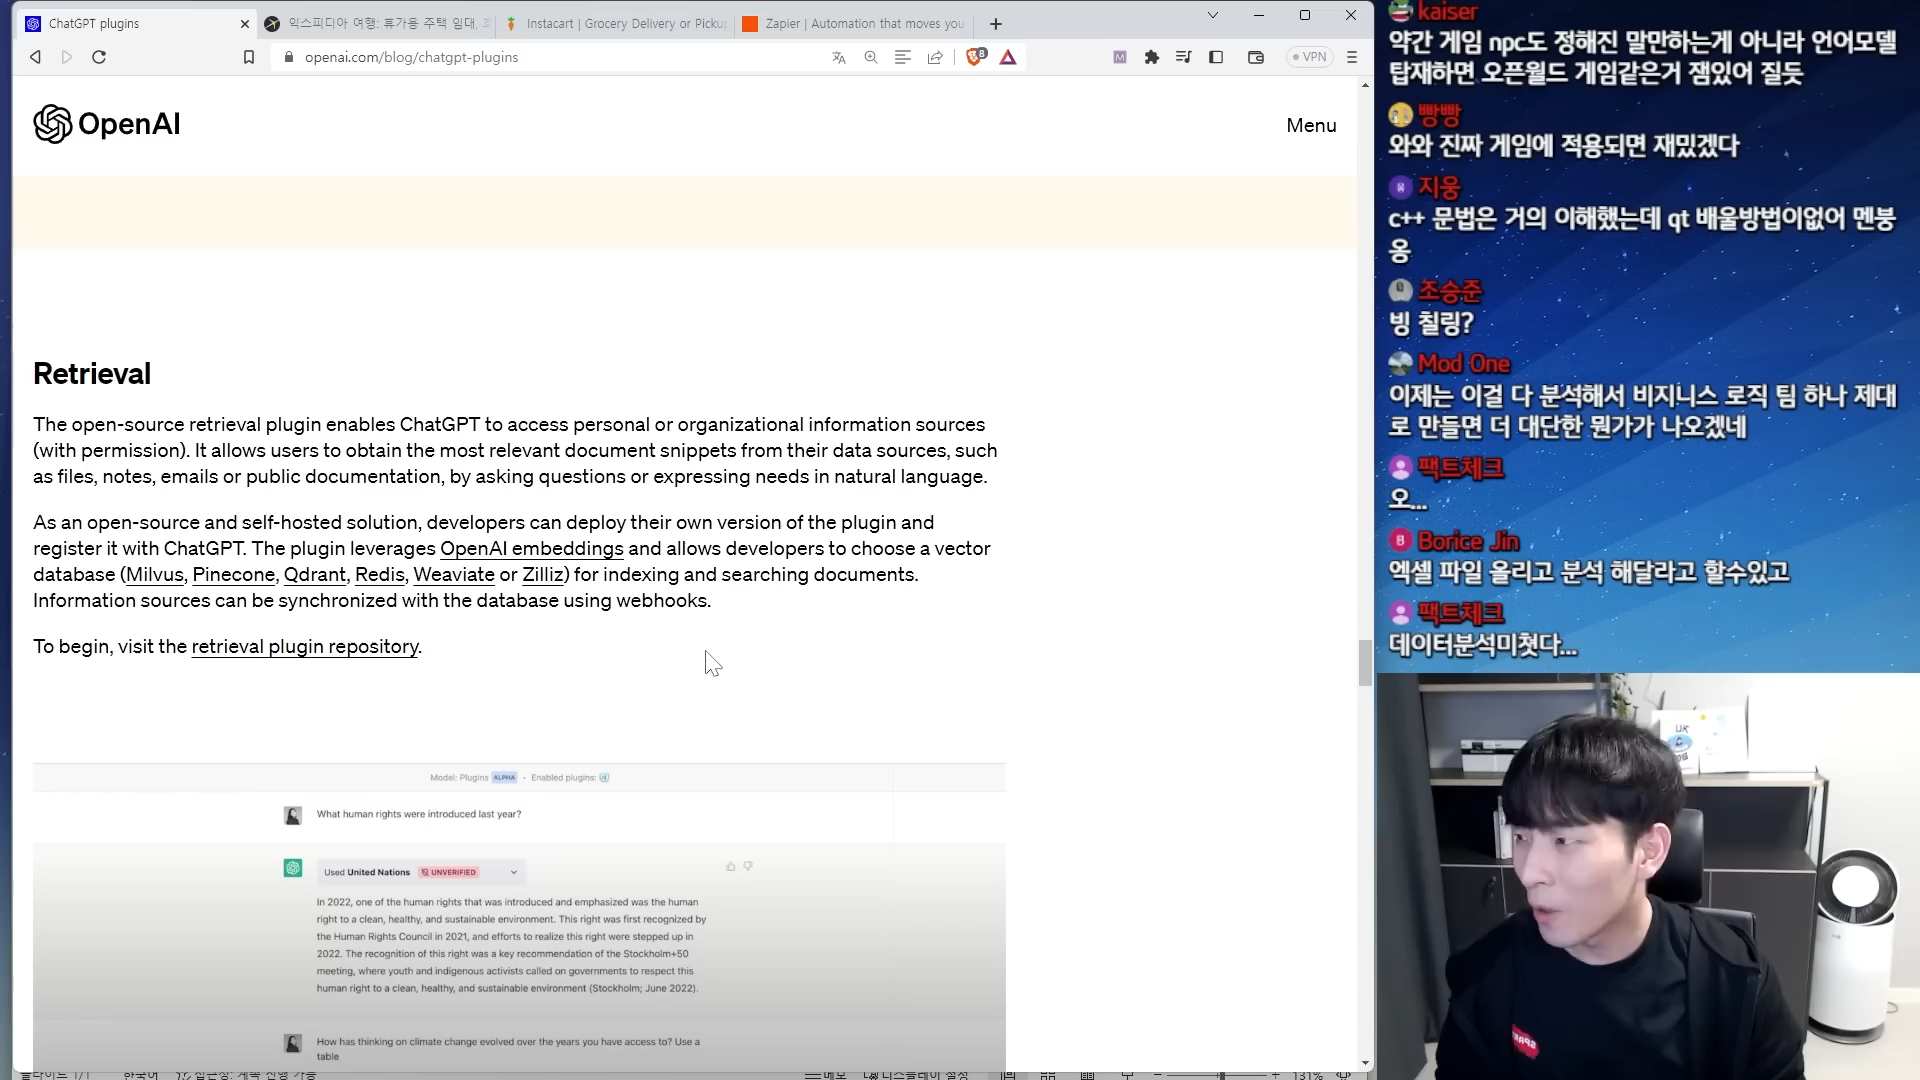 ChatGPT plugins
익스피디아 여행: 휴가용 주택 임대,
Instacart | Grocery Delivery or Pickup
Zapier | Automation that moves you
openai.com/blog/chatgpt-plugins
8
VPN
OpenAI
Menu
Retrieval
The open-source retrieval plugin enables ChatGPT to access personal or organizational information sources
(with permission). It allows users to obtain the most relevant document snippets from their data sources, such
as files, notes, emails or public documentation, by asking questions or expressing needs in natural language.
As an open-source and self-hosted solution, developers can deploy their own version of the plugin and
register it with ChatGPT. The plugin leverages OpenAI embeddings and allows developers to choose a vector
database (Milvus, Pinecone, Qdrant, Redis, Weaviate or Zilliz) for indexing and searching documents.
Information sources can be synchronized with the database using webhooks.
To begin, visit the retrieval plugin repository.
Model: Plugins ALPHA • Enabled plugins:
What human rights were introduced last year?
Used United Nations UNVERIFIED
In 2022, one of the human rights that was introduced and emphasized was the human
right to a clean, healthy, and sustainable environment. This right was first recognized by
the Human Rights Council in 2021, and efforts to realize this right were stepped up in
2022. The recognition of this right was a key recommendation of the Stockholm+50
meeting, where youth and indigenous activists called on governments to respect this
human right to a clean, healthy, and sustainable environment (Stockholm; June 2022).
How has thinking on climate change evolved over the years you have access to? Use a
table
131%
kaiser
약간 게임 npc도 정해진 말만하는게 아니라 언어모델
탑재하면 오픈월드 게임같은거 잼있어 질듯
빵빵
와와 진짜 게임에 적용되면 재밌겠다
지웅
c++ 문법은 거의 이해했는데 qt 배울방법이없어 멘붕
옹
조승준
빙 칠링?
Mod One
이제는 이걸 다 분석해서 비지니스 로직 팀 하나 제대
로 만들면 더 대단한 뭔가가 나오겠네
팩트체크
오...
B Borice Jin
엑셀 파일 올리고 분석 해달라고 할수있고
팩트체크
데이터분석미쳤다...